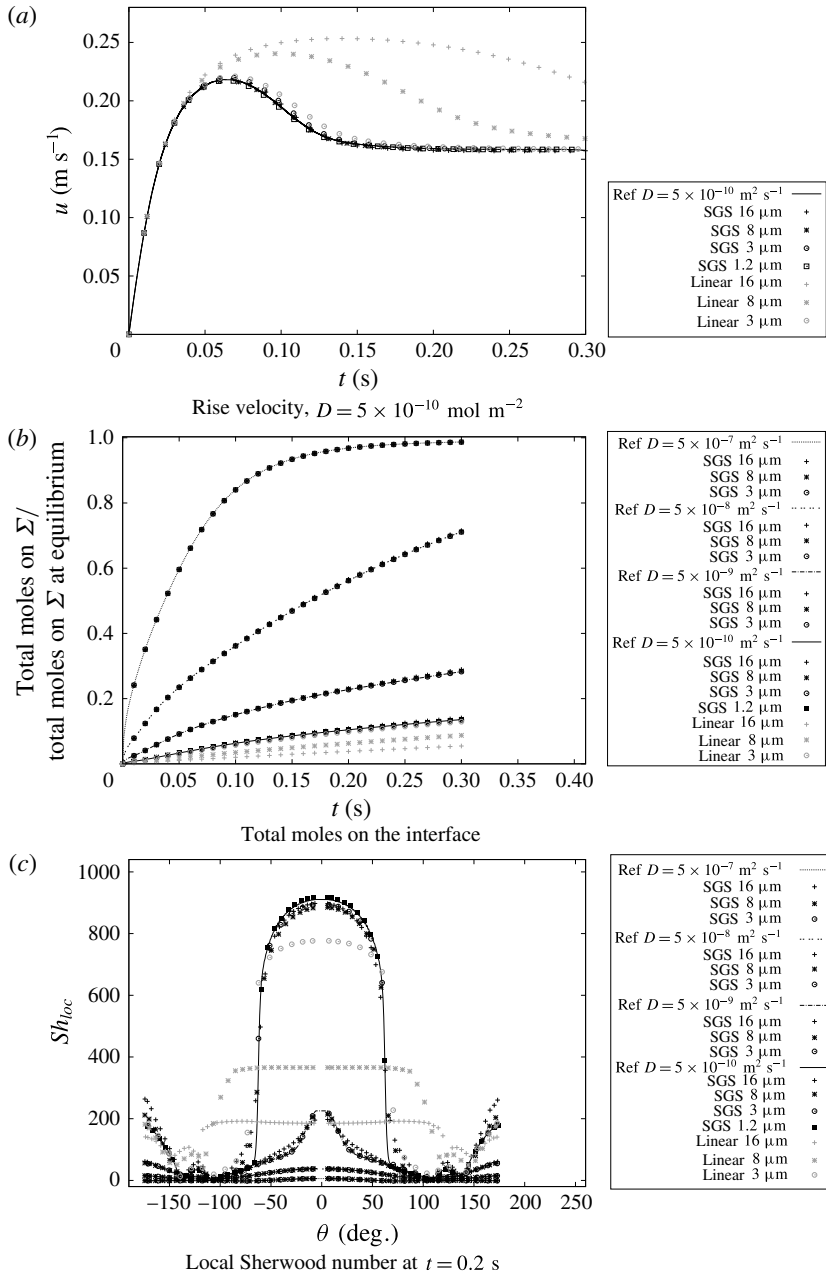 (a)
0.25
0.20
0.15
0.10
0.05
u (m s⁻¹)
0 0.05 0.10 0.15 0.20 0.25 0.30
t (s)
Rise velocity, D = 5 × 10⁻¹⁰ mol m⁻²
Ref D = 5 × 10⁻¹⁰ m² s⁻¹
SGS 16 μm
SGS 8 μm
SGS 3 μm
SGS 1.2 μm
Linear 16 μm
Linear 8 μm
Linear 3 μm
(b)
1.0
0.8
0.6
0.4
0.2
Total moles on Σ/
total moles on Σ at equilibrium
0 0.05 0.10 0.15 0.20 0.25 0.30 0.35 0.40
t (s)
Total moles on the interface
Ref D = 5 × 10⁻⁷ m² s⁻¹
SGS 16 μm
SGS 8 μm
SGS 3 μm
Ref D = 5 × 10⁻⁸ m² s⁻¹
SGS 16 μm
SGS 8 μm
SGS 3 μm
Ref D = 5 × 10⁻⁹ m² s⁻¹
SGS 16 μm
SGS 8 μm
SGS 3 μm
Ref D = 5 × 10⁻¹⁰ m² s⁻¹
SGS 16 μm
SGS 8 μm
SGS 3 μm
SGS 1.2 μm
Linear 16 μm
Linear 8 μm
Linear 3 μm
(c)
1000
800
600
400
200
0
Sh_loc
−150 −100 −50 0 50 100 150 200 250
θ (deg.)
Local Sherwood number at t = 0.2 s
Ref D = 5 × 10⁻⁷ m² s⁻¹
SGS 16 μm
SGS 8 μm
SGS 3 μm
Ref D = 5 × 10⁻⁸ m² s⁻¹
SGS 16 μm
SGS 8 μm
SGS 3 μm
Ref D = 5 × 10⁻⁹ m² s⁻¹
SGS 16 μm
SGS 8 μm
SGS 3 μm
Ref D = 5 × 10⁻¹⁰ m² s⁻¹
SGS 16 μm
SGS 8 μm
SGS 3 μm
SGS 1.2 μm
Linear 16 μm
Linear 8 μm
Linear 3 μm